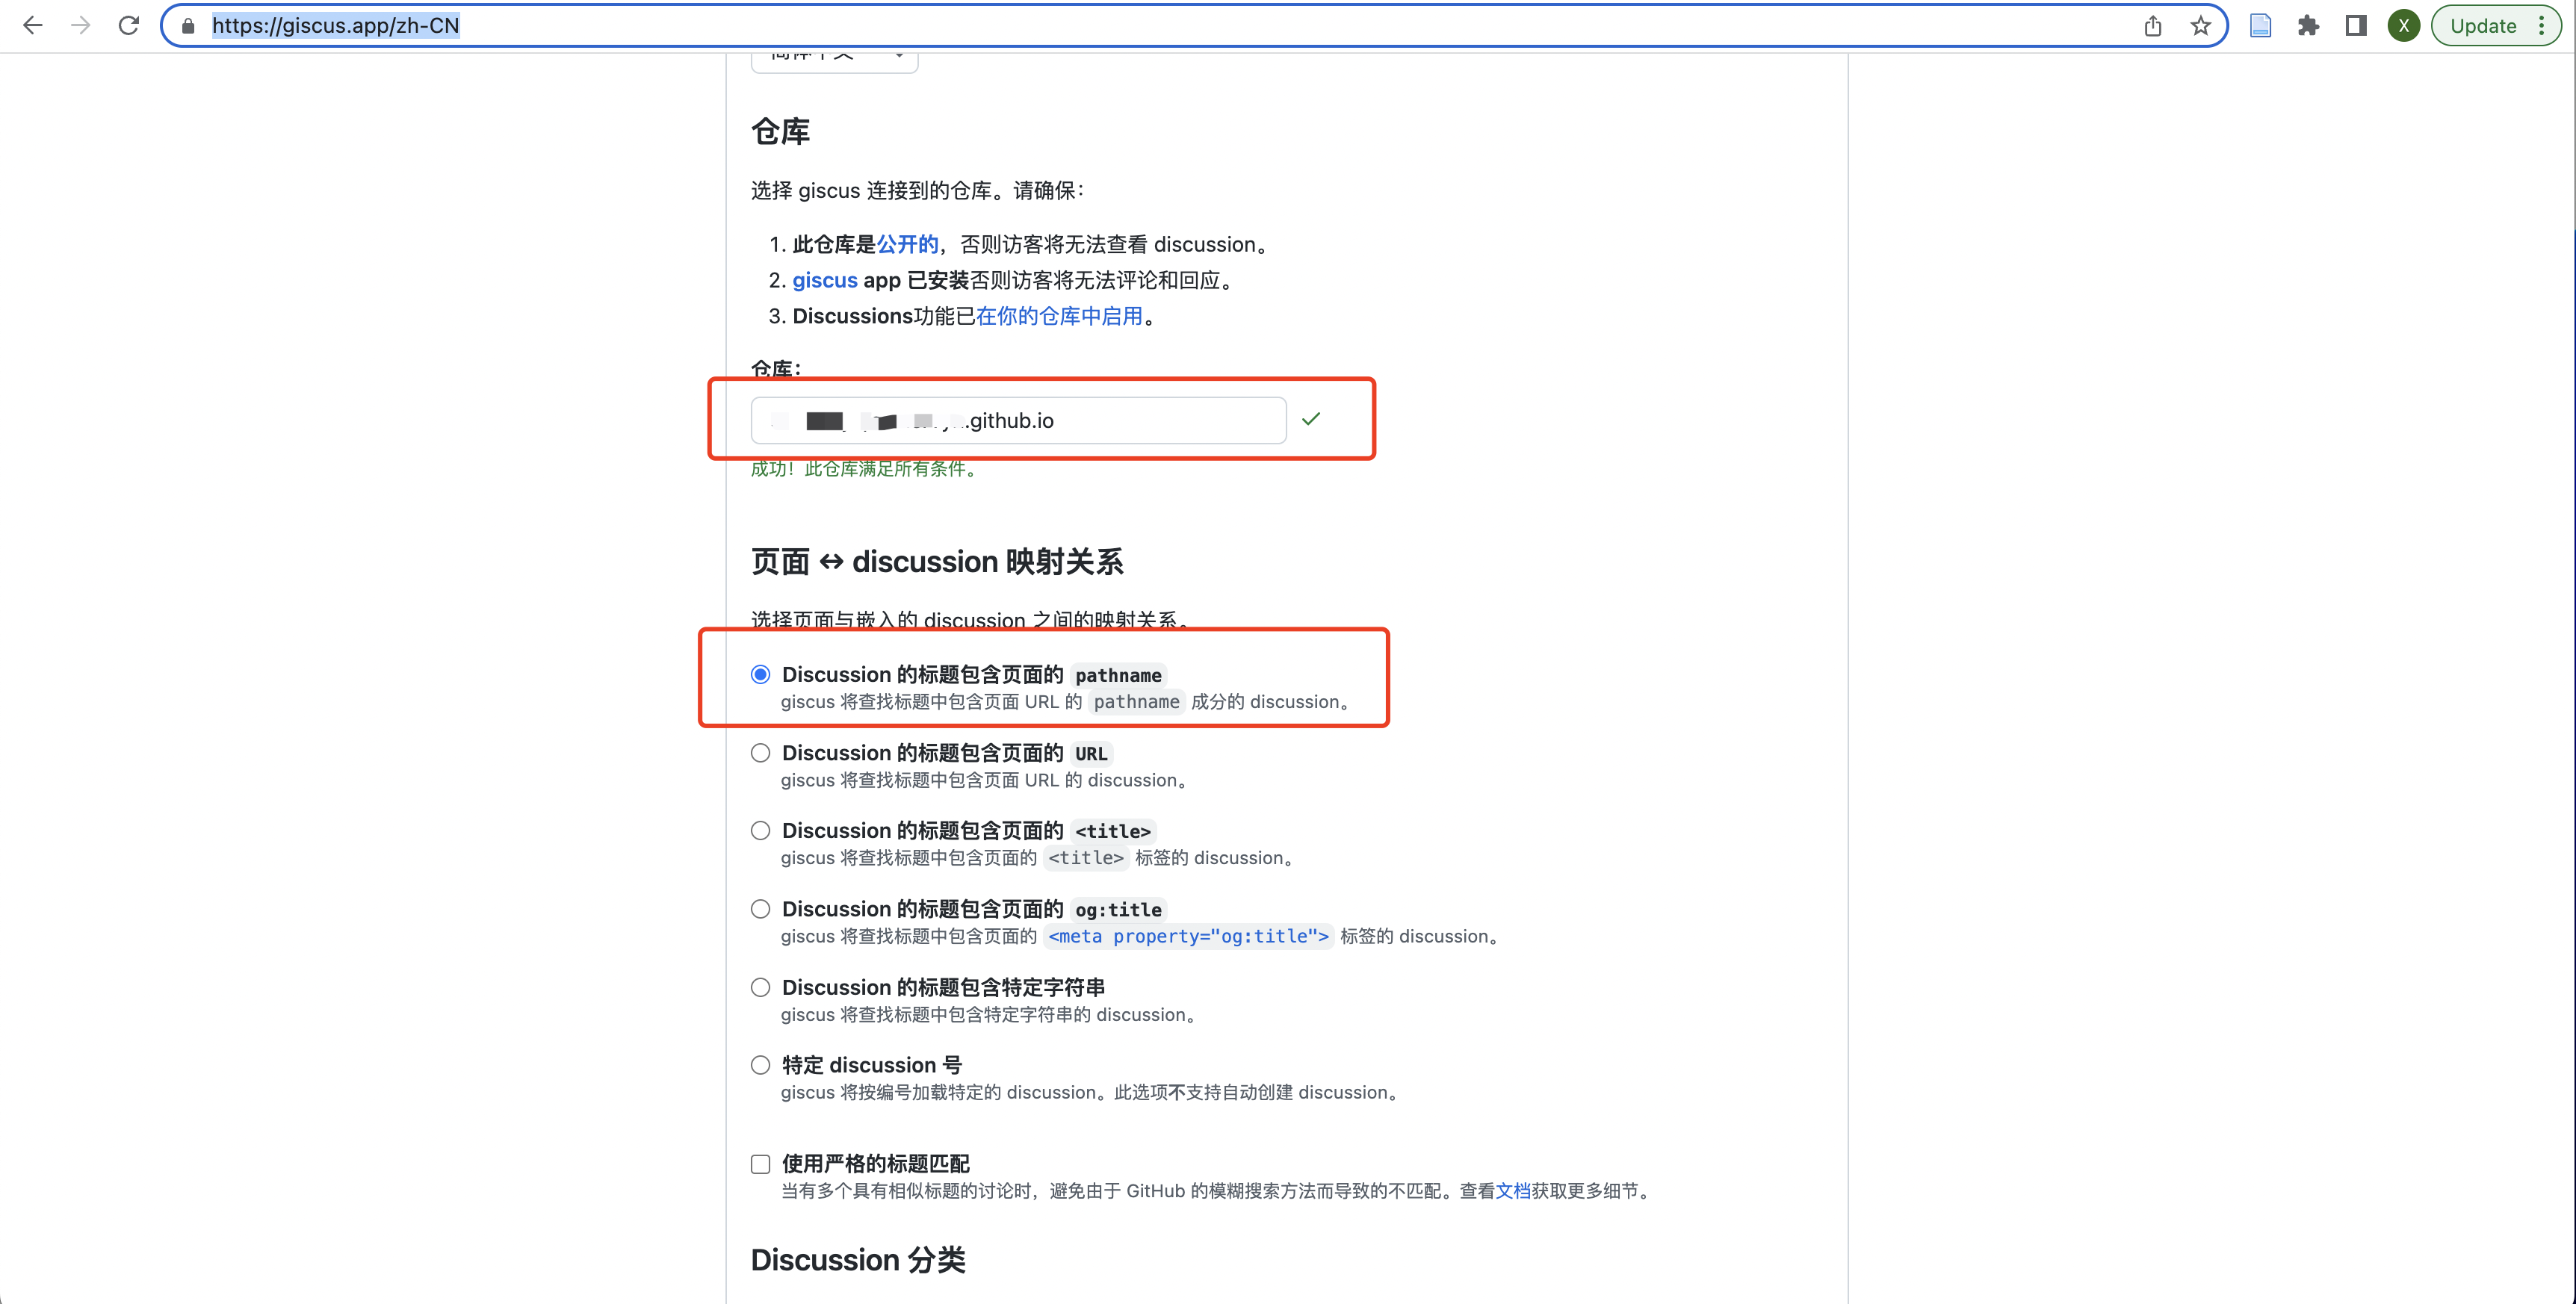 https://giscus.app/zh-CN
X
Update
简体中文
仓库
选择 giscus 连接到的仓库。请确保：
1. 此仓库是公开的，否则访客将无法查看 discussion。
2. giscus app 已安装否则访客将无法评论和回应。
3. Discussions功能已在你的仓库中启用。
仓库：
.github.io
成功！此仓库满足所有条件。
页面 ↔ discussion 映射关系
选择页面与嵌入的 discussion 之间的映射关系。
Discussion 的标题包含页面的 pathname
giscus 将查找标题中包含页面 URL 的 pathname 成分的 discussion。
Discussion 的标题包含页面的 URL
giscus 将查找标题中包含页面 URL 的 discussion。
Discussion 的标题包含页面的 <title>
giscus 将查找标题中包含页面的 <title> 标签的 discussion。
Discussion 的标题包含页面的 og:title
giscus 将查找标题中包含页面的 <meta property="og:title"> 标签的 discussion。
Discussion 的标题包含特定字符串
giscus 将查找标题中包含特定字符串的 discussion。
特定 discussion 号
giscus 将按编号加载特定的 discussion。此选项不支持自动创建 discussion。
使用严格的标题匹配
当有多个具有相似标题的讨论时，避免由于 GitHub 的模糊搜索方法而导致的不匹配。查看文档获取更多细节。
Discussion 分类